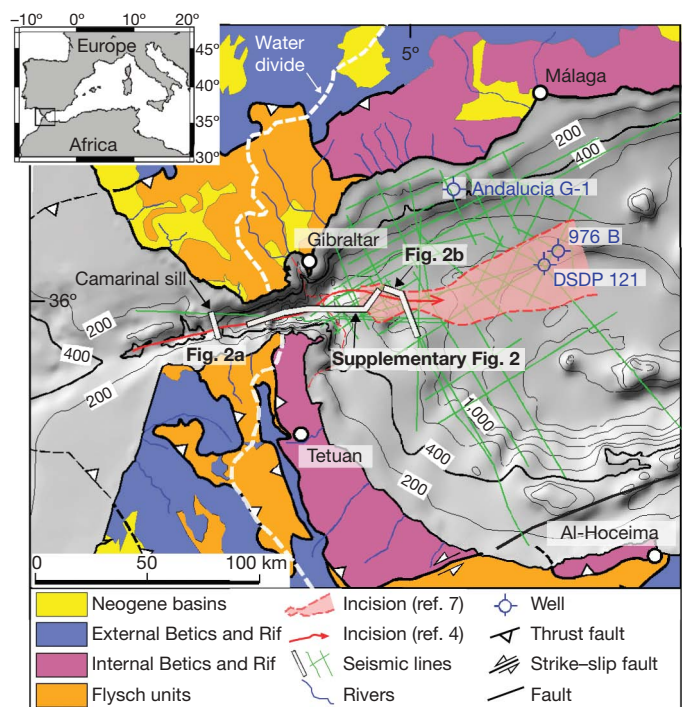 −10° 0° 10° 20°
Europe
45°
40°
35°
30°
Africa
Water
divide
5°
Málaga
200
400
Andalucia G-1
Gibraltar
976 B
Fig. 2b
DSDP 121
Camarinal sill
36°
200
400
Fig. 2a
Supplementary Fig. 2
200
1,000
400
Tetuan
200
Al-Hoceima
0 50 100 km
Neogene basins
External Betics and Rif
Internal Betics and Rif
Flysch units
Incision (ref. 7)
Incision (ref. 4)
Seismic lines
Rivers
Well
Thrust fault
Strike–slip fault
Fault